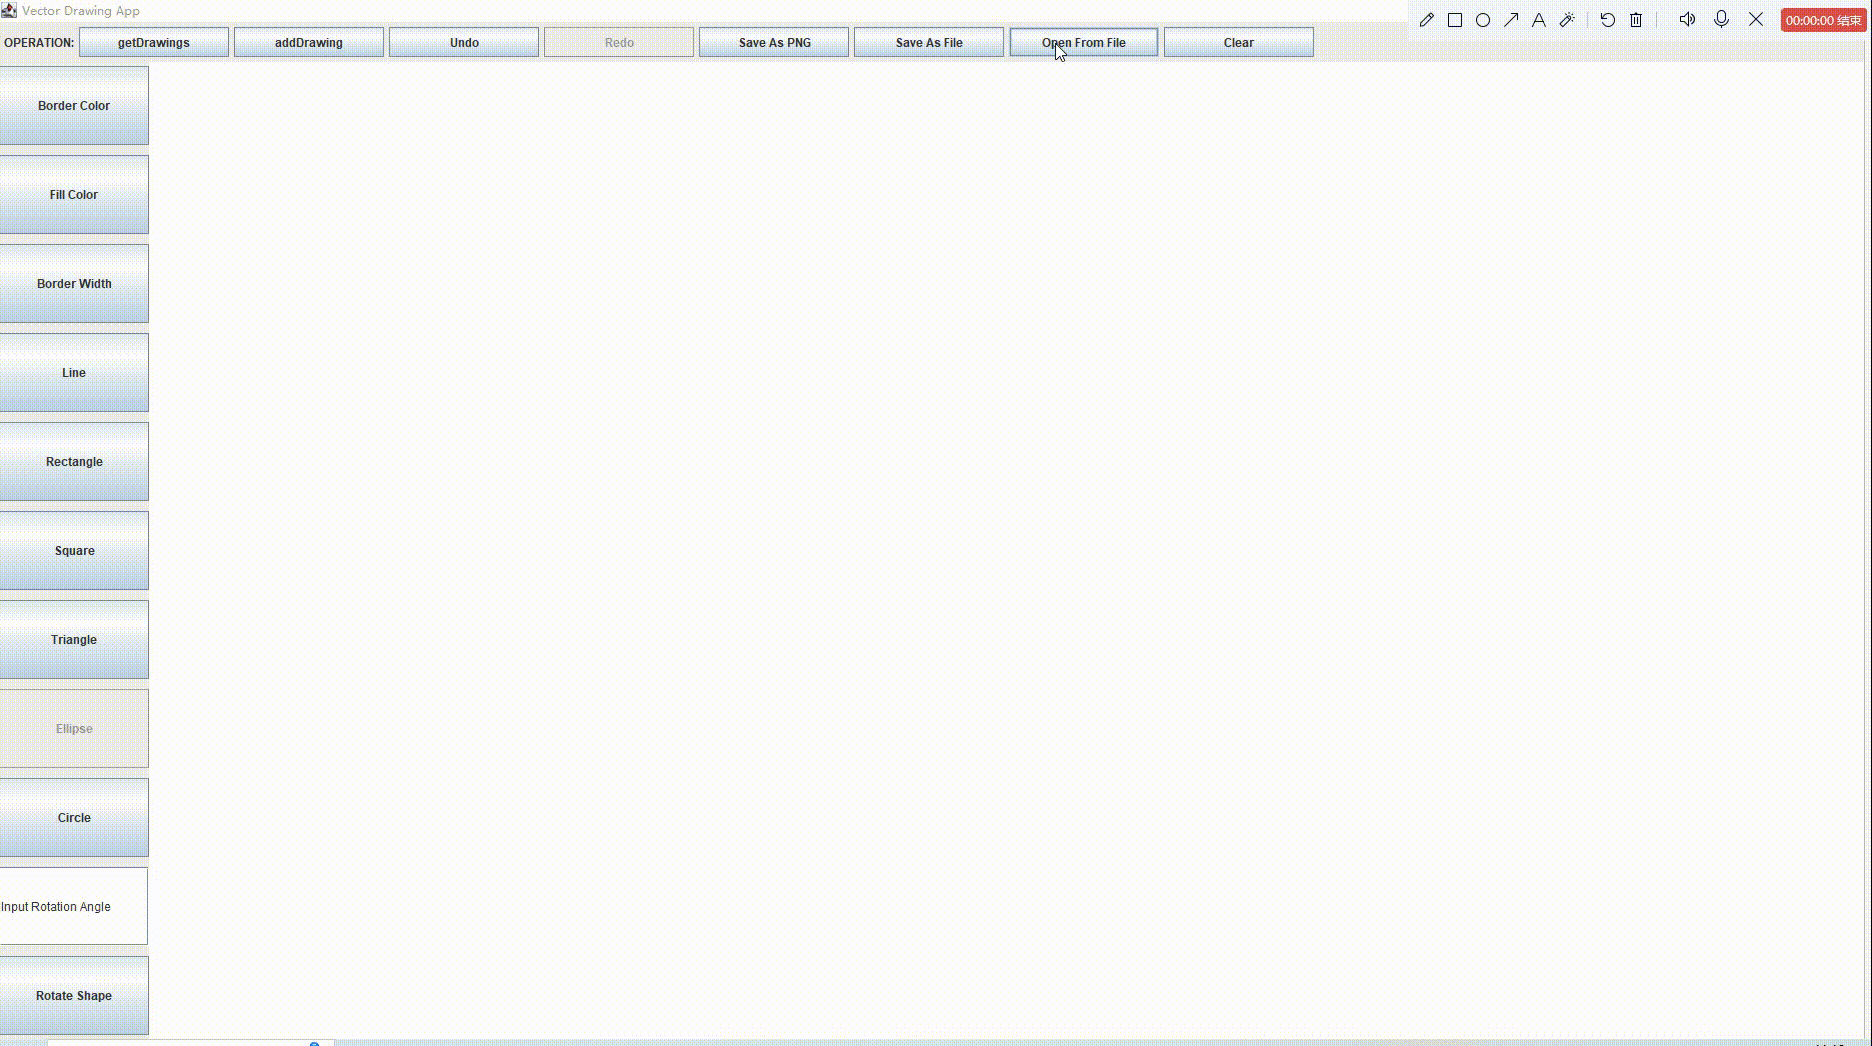 Vector Drawing App
00:00:00 结束
OPERATION: getDrawings addDrawing Undo Redo Save As PNG Save As File Open From File Clear
Border Color
Fill Color
Border Width
Line
Rectangle
Square
Triangle
Ellipse
Circle
Input Rotation Angle
Rotate Shape